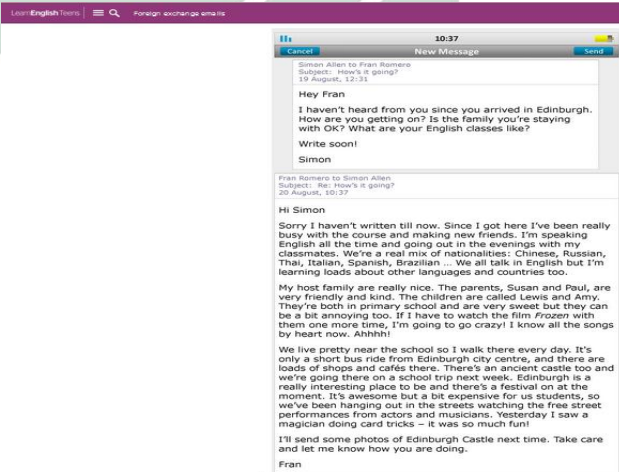 LearnEnglish Teens
Foreign exchange emails
10:37
Cancel
New Message
Send
Simon Allen to Fran Romero
Subject: How's it going?
19 August, 12:31
Hey Fran
I haven't heard from you since you arrived in Edinburgh.
How are you getting on? Is the family you're staying
with OK? What are your English classes like?
Write soon!
Simon
Fran Romero to Simon Allen
Subject: Re: How's it going?
20 August, 10:37
Hi Simon
Sorry I haven't written till now. Since I got here I've been really
busy with the course and making new friends. I'm speaking
English all the time and going out in the evenings with my
classmates. We're a real mix of nationalities: Chinese, Russian,
Thai, Italian, Spanish, Brazilian ... We all talk in English but I'm
learning loads about other languages and countries too.
My host family are really nice. The parents, Susan and Paul, are
very friendly and kind. The children are called Lewis and Amy.
They're both in primary school and are very sweet but they can
be a bit annoying too. If I have to watch the film Frozen with
them one more time, I'm going to go crazy! I know all the songs
by heart now. Ahhhh!
We live pretty near the school so I walk there every day. It's
only a short bus ride from Edinburgh city centre, and there are
loads of shops and cafés there. There's an ancient castle too and
we're going there on a school trip next week. Edinburgh is a
really interesting place to be and there's a festival on at the
moment. It's awesome but a bit expensive for us students, so
we've been hanging out in the streets watching the free street
performances from actors and musicians. Yesterday I saw a
magician doing card tricks – it was so much fun!
I'll send some photos of Edinburgh Castle next time. Take care
and let me know how you are doing.
Fran